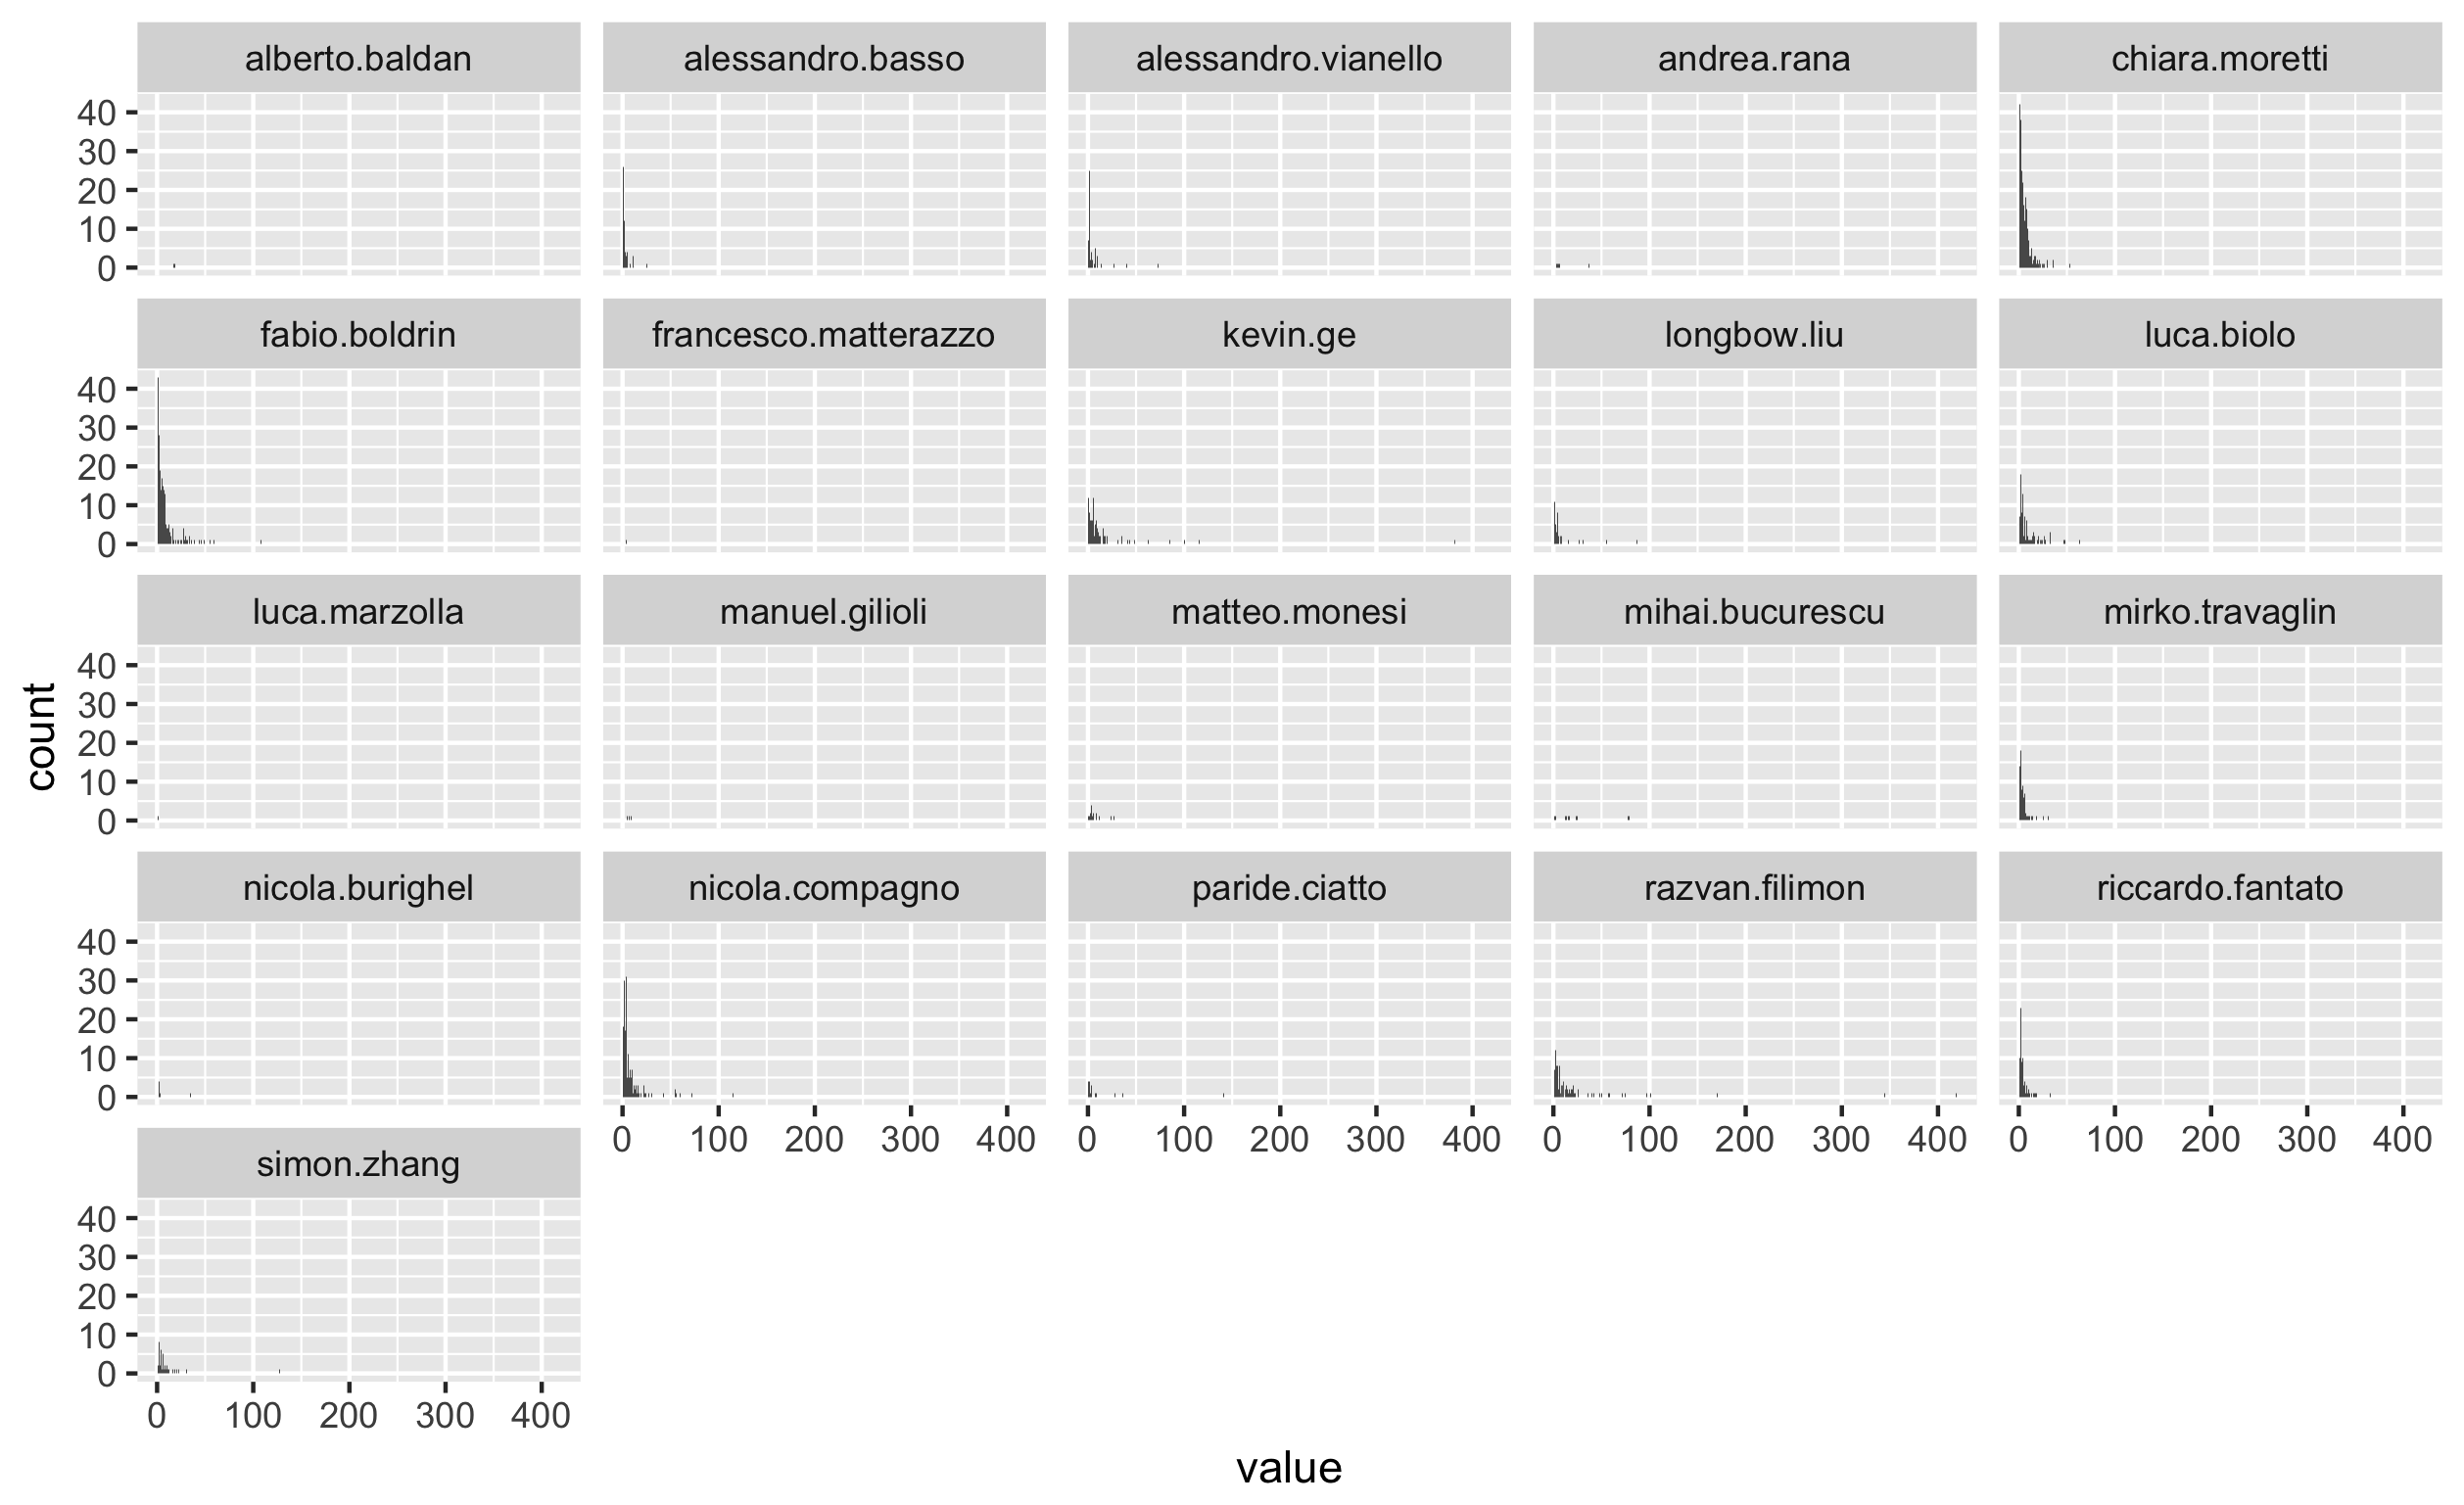 alberto.baldan alessandro.basso alessandro.vianello andrea.rana chiara.moretti
40
30
20
10
0
fabio.boldrin francesco.matterazzo kevin.ge longbow.liu luca.biolo
40
30
20
10
0
luca.marzolla manuel.gilioli matteo.monesi mihai.bucurescu mirko.travaglin
40
30
20
10
0
nicola.burighel nicola.compagno paride.ciatto razvan.filimon riccardo.fantato
40
30
20
10
0
0 100 200 300 400 0 100 200 300 400 0 100 200 300 400 0 100 200 300 400
simon.zhang
40
30
20
10
0
0 100 200 300 400
count
value